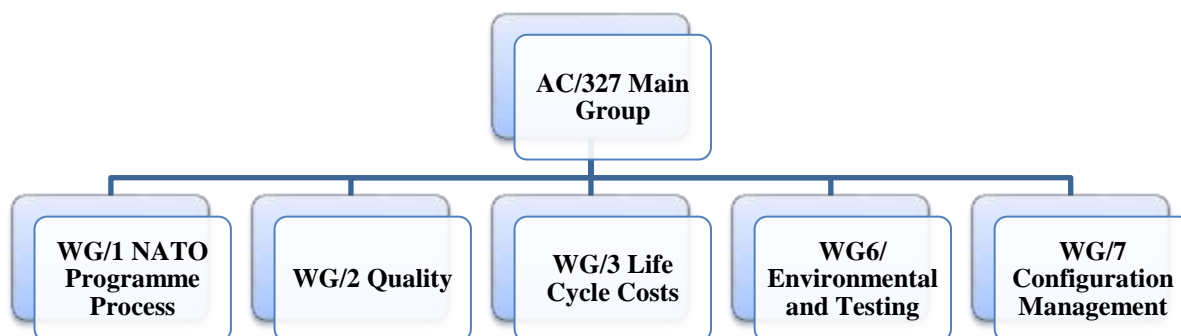 AC/327 Main
Group
WG/1 NATO
Programme
Process
WG/2 Quality
WG/3 Life
Cycle Costs
WG6/
Environmental
and Testing
WG/7
Configuration
Management